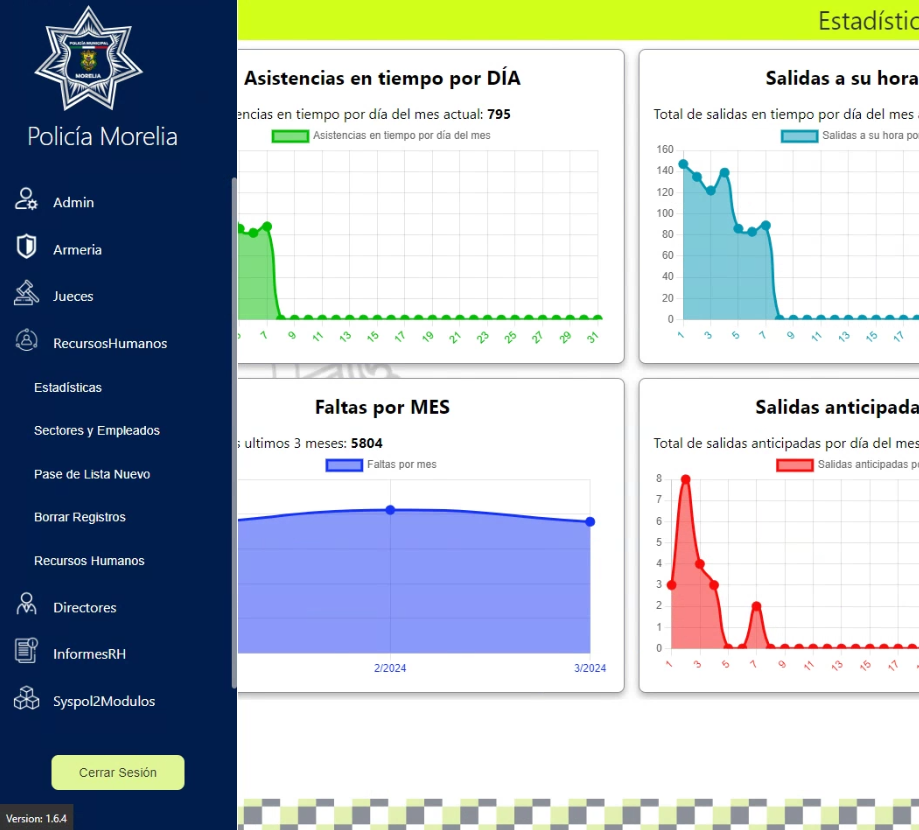 POLICÍA MUNICIPAL
MORELIA
Policía Morelia
Admin
Armeria
Jueces
RecursosHumanos
Estadísticas
Sectores y Empleados
Pase de Lista Nuevo
Borrar Registros
Recursos Humanos
Directores
InformesRH
Syspol2Modulos
Cerrar Sesión
Version: 1.6.4
Estadístic
Asistencias en tiempo por DÍA
encias en tiempo por día del mes actual: 795
Asistencias en tiempo por día del mes
7 9 11 13 15 17 19 21 23 25 27 29 31
Salidas a su hora
Total de salidas en tiempo por día del mes
Salidas a su hora po
160
140
120
100
80
60
40
20
0
1 3 5 7 9 11 13 15 17
Faltas por MES
s ultimos 3 meses: 5804
Faltas por mes
2/2024 3/2024
Salidas anticipada
Total de salidas anticipadas por día del mes
Salidas anticipadas po
8
7
6
5
4
3
2
1
0
1 3 5 7 9 11 13 15 17